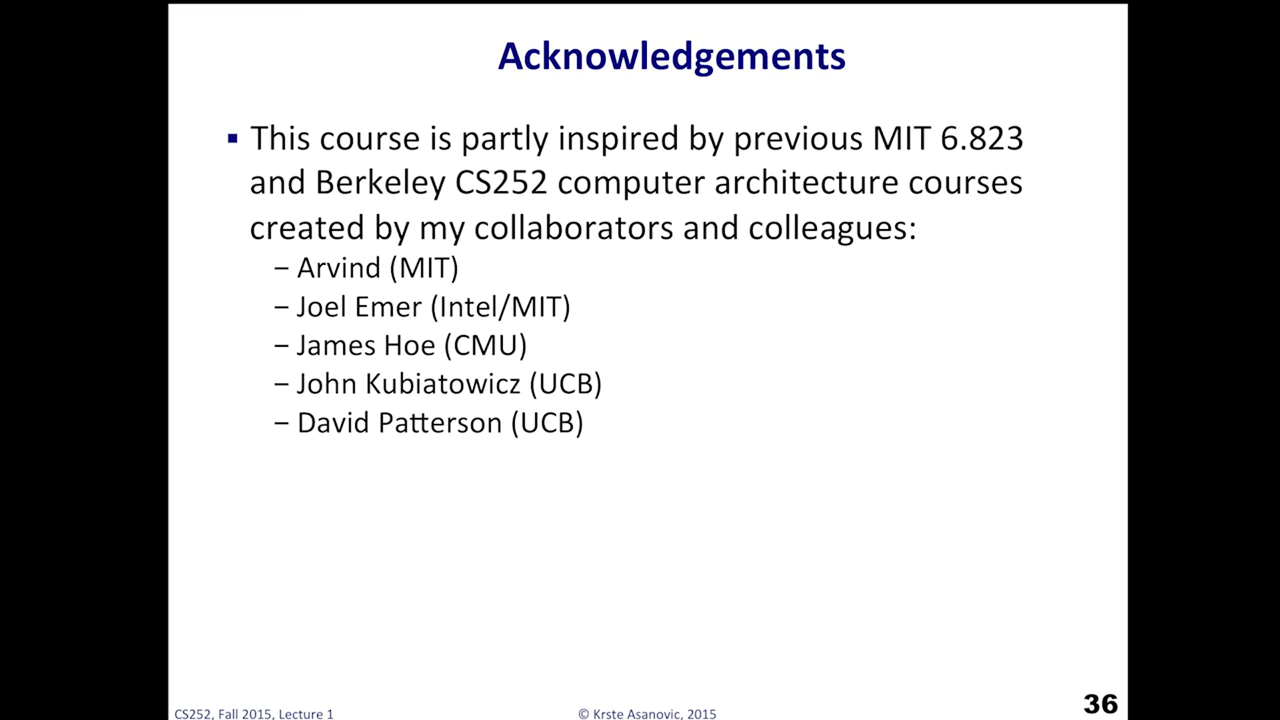 Acknowledgements
▪ This course is partly inspired by previous MIT 6.823
and Berkeley CS252 computer architecture courses
created by my collaborators and colleagues:
– Arvind (MIT)
– Joel Emer (Intel/MIT)
– James Hoe (CMU)
– John Kubiatowicz (UCB)
– David Patterson (UCB)
CS252, Fall 2015, Lecture 1
© Krste Asanovic, 2015
36